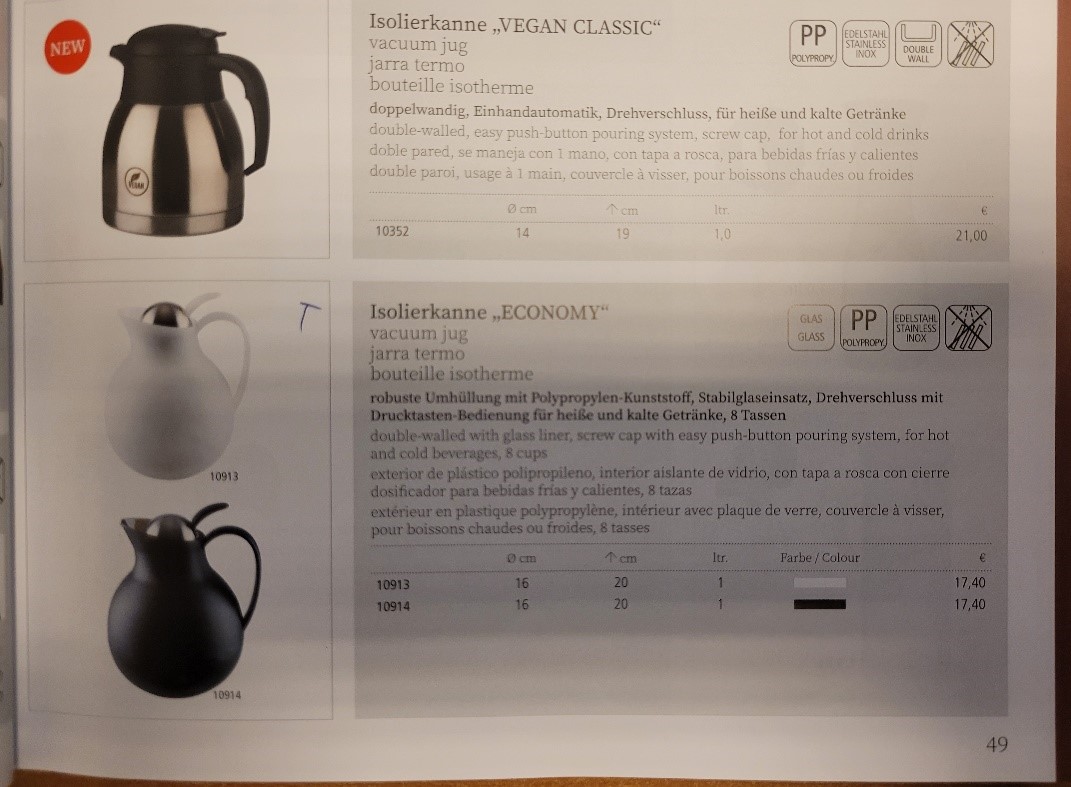 NEW
VEGAN
Isolierkanne „VEGAN CLASSIC“
vacuum jug
jarra termo
bouteille isotherme
PP
POLYPROPY.
EDELSTAHL
STAINLESS
INOX
DOUBLE
WALL
doppelwandig, Einhandautomatik, Drehverschluss, für heiße und kalte Getränke
double-walled, easy push-button pouring system, screw cap, for hot and cold drinks
doble pared, se maneja con 1 mano, con tapa a rosca, para bebidas frías y calientes
double paroi, usage à 1 main, couvercle à visser, pour boissons chaudes ou froides
Ø cm ↑ cm ltr. €
10352 14 19 1,0 21,00
T
10913
10914
Isolierkanne „ECONOMY“
vacuum jug
jarra termo
bouteille isotherme
GLAS
GLASS
PP
POLYPROPY.
EDELSTAHL
STAINLESS
INOX
robuste Umhüllung mit Polypropylen-Kunststoff, Stabilglaseinsatz, Drehverschluss mit
Drucktasten-Bedienung für heiße und kalte Getränke, 8 Tassen
double-walled with glass liner, screw cap with easy push-button pouring system, for hot
and cold beverages, 8 cups
exterior de plástico polipropileno, interior aislante de vidrio, con tapa a rosca con cierre
dosificador para bebidas frías y calientes, 8 tazas
extérieur en plastique polypropylène, intérieur avec plaque de verre, couvercle à visser,
pour boissons chaudes ou froides, 8 tasses
Ø cm ↑ cm ltr. Farbe / Colour €
10913 16 20 1 17,40
10914 16 20 1 17,40
49